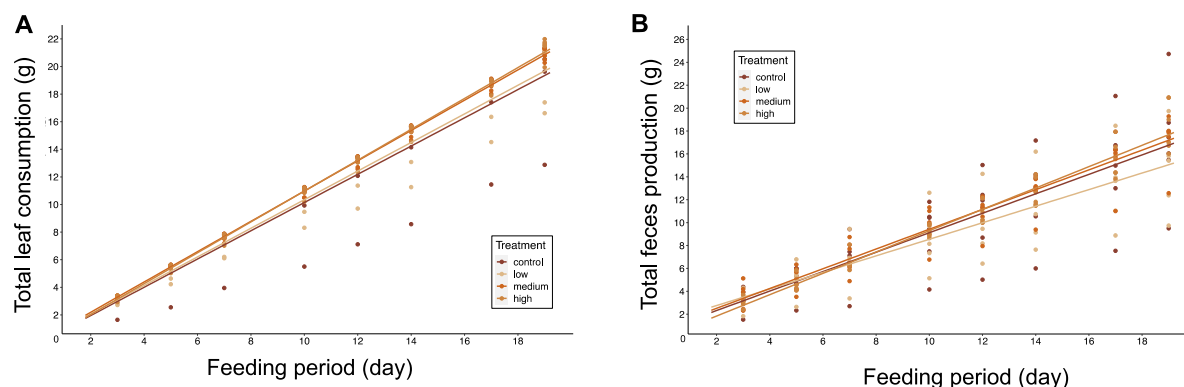 A
Total leaf consumption (g)
22
20
18
16
14
12
10
8
6
4
2
0
2 4 6 8 10 12 14 16 18
Feeding period (day)
Treatment
control
low
medium
high
B
Total feces production (g)
26
24
22
20
18
16
14
12
10
8
6
4
2
0
2 4 6 8 10 12 14 16 18
Feeding period (day)
Treatment
control
low
medium
high